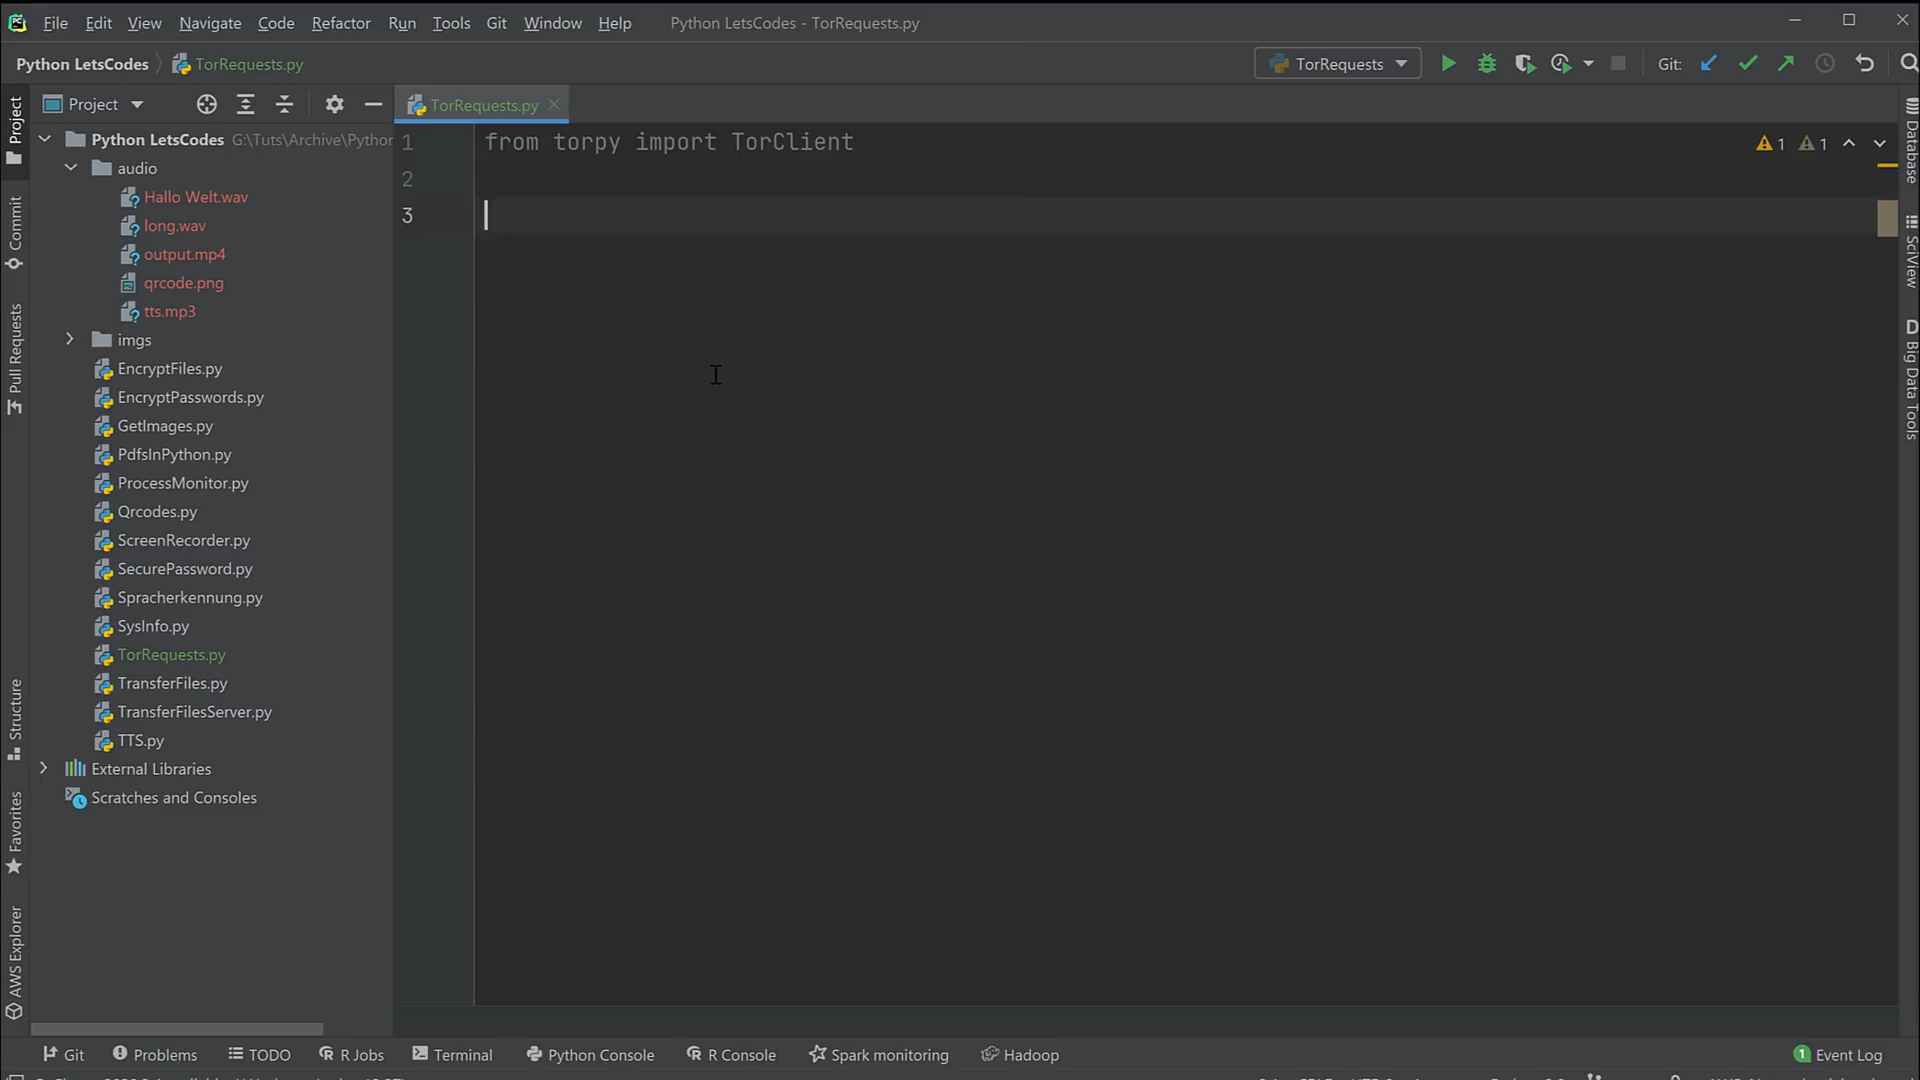 File Edit View Navigate Code Refactor Run Tools Git Window Help Python LetsCodes - TorRequests.py
Python LetsCodes TorRequests.py TorRequests Git:
Project
TorRequests.py
Python LetsCodes G:\Tuts\Archive\Python
audio
Hallo Welt.wav
long.wav
output.mp4
qrcode.png
tts.mp3
imgs
EncryptFiles.py
EncryptPasswords.py
GetImages.py
PdfsInPython.py
ProcessMonitor.py
Qrcodes.py
ScreenRecorder.py
SecurePassword.py
Spracherkennung.py
SysInfo.py
TorRequests.py
TransferFiles.py
TransferFilesServer.py
TTS.py
External Libraries
Scratches and Consoles
1 from torpy import TorClient
2
3
1 1
Project
Commit
Pull Requests
Structure
Favorites
AWS Explorer
Database
SciView
D Big Data Tools
Git Problems TODO R Jobs Terminal Python Console R Console Spark monitoring Hadoop 1 Event Log